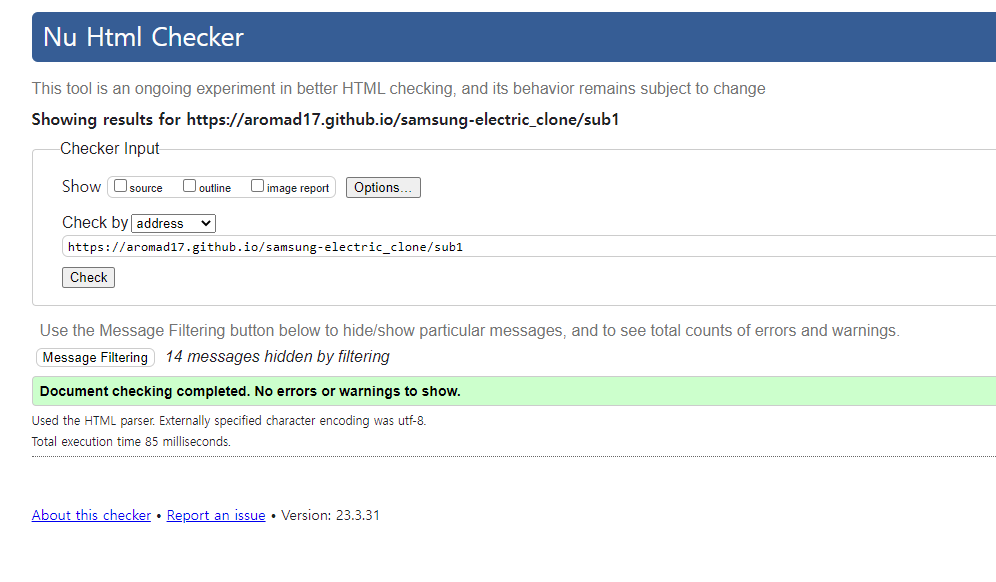 Nu Html Checker
This tool is an ongoing experiment in better HTML checking, and its behavior remains subject to change
Showing results for https://aromad17.github.io/samsung-electric_clone/sub1
Checker Input
Show source outline image report Options...
Check by address
https://aromad17.github.io/samsung-electric_clone/sub1
Check
Use the Message Filtering button below to hide/show particular messages, and to see total counts of errors and warnings.
Message Filtering 14 messages hidden by filtering
Document checking completed. No errors or warnings to show.
Used the HTML parser. Externally specified character encoding was utf-8.
Total execution time 85 milliseconds.
About this checker • Report an issue • Version: 23.3.31